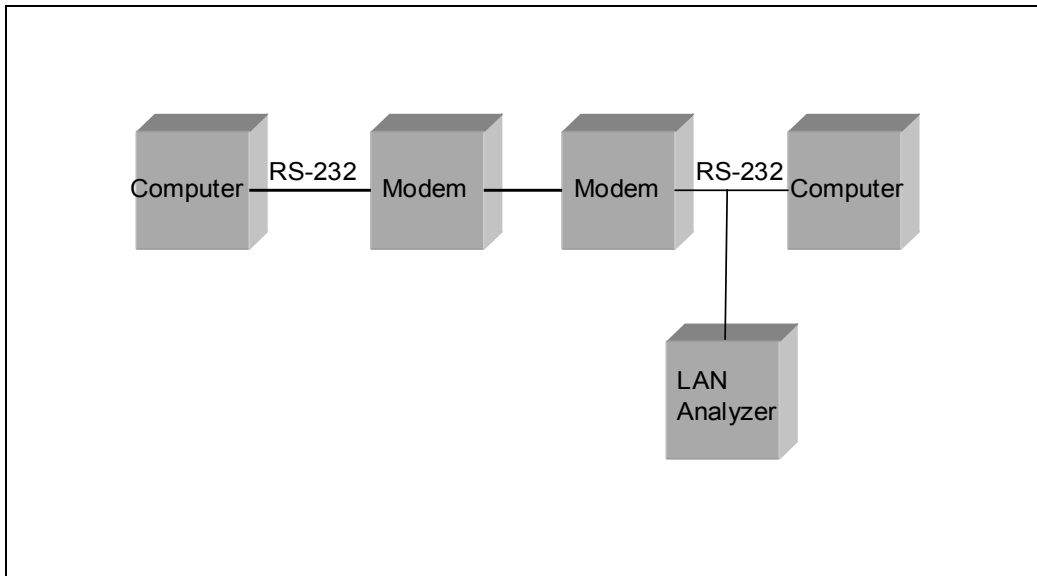 Computer
RS-232
Modem
Modem
RS-232
Computer
LAN
Analyzer